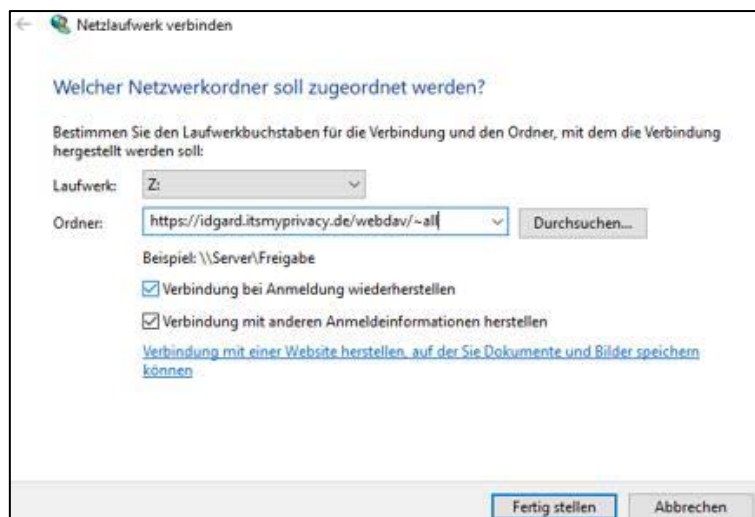 Netzlaufwerk verbinden
Welcher Netzwerkordner soll zugeordnet werden?
Bestimmen Sie den Laufwerkbuchstaben für die Verbindung und den Ordner, mit dem die Verbindung
hergestellt werden soll:
Laufwerk: Z:
Ordner: https://idgard.itsmyprivacy.de/webdav/~all Durchsuchen...
Beispiel: \\Server\Freigabe
Verbindung bei Anmeldung wiederherstellen
Verbindung mit anderen Anmeldeinformationen herstellen
Verbindung mit einer Website herstellen, auf der Sie Dokumente und Bilder speichern
können
Fertig stellen Abbrechen